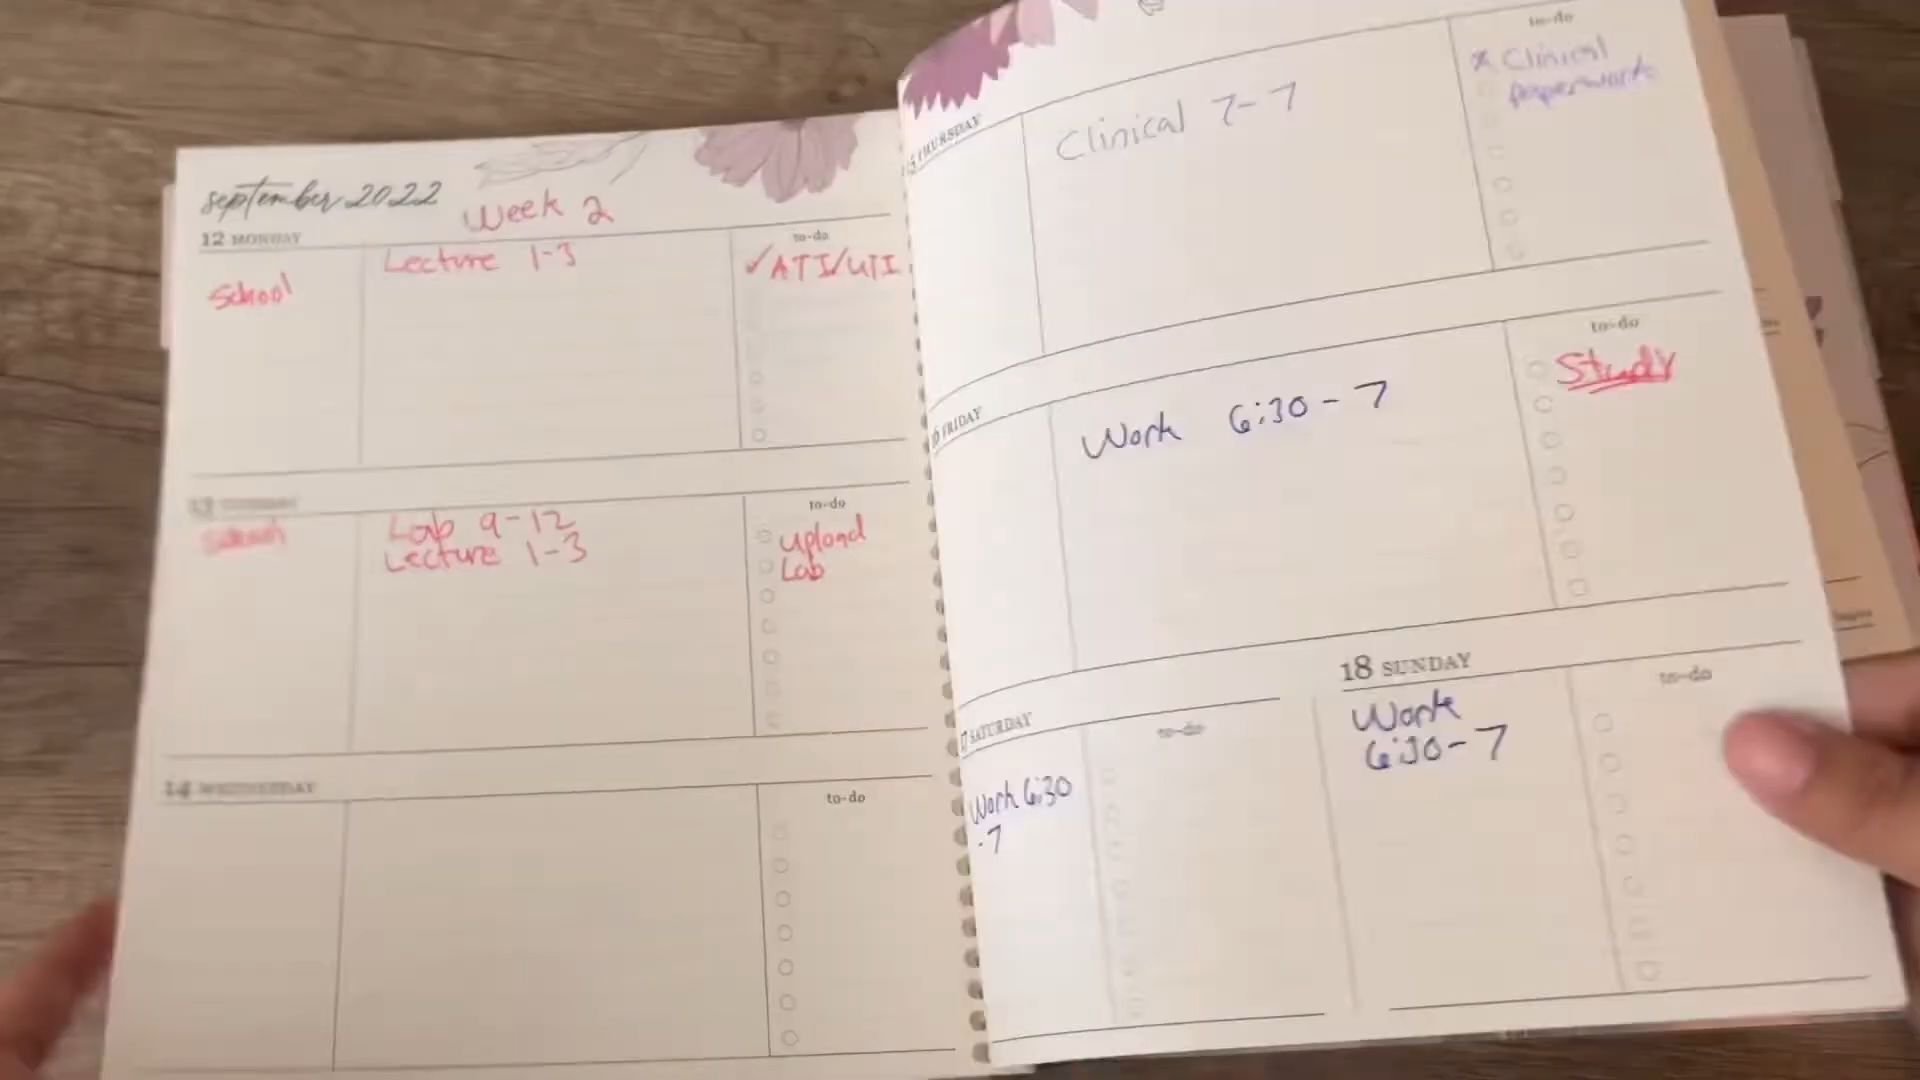 september 2022
Week 2
12 MONDAY
to-do
School
Lecture 1-3
✓ATI/UTI
13 TUESDAY
to-do
School
Lab 9-12
Lecture 1-3
Upload
Lab
14 WEDNESDAY
to-do
THURSDAY
to-do
Clinical 7-7
* Clinical
paperwork
FRIDAY
to-do
Work 6:30-7
Study
SATURDAY
to-do
Work 6:30
-7
18 SUNDAY
to-do
Work
6:30-7